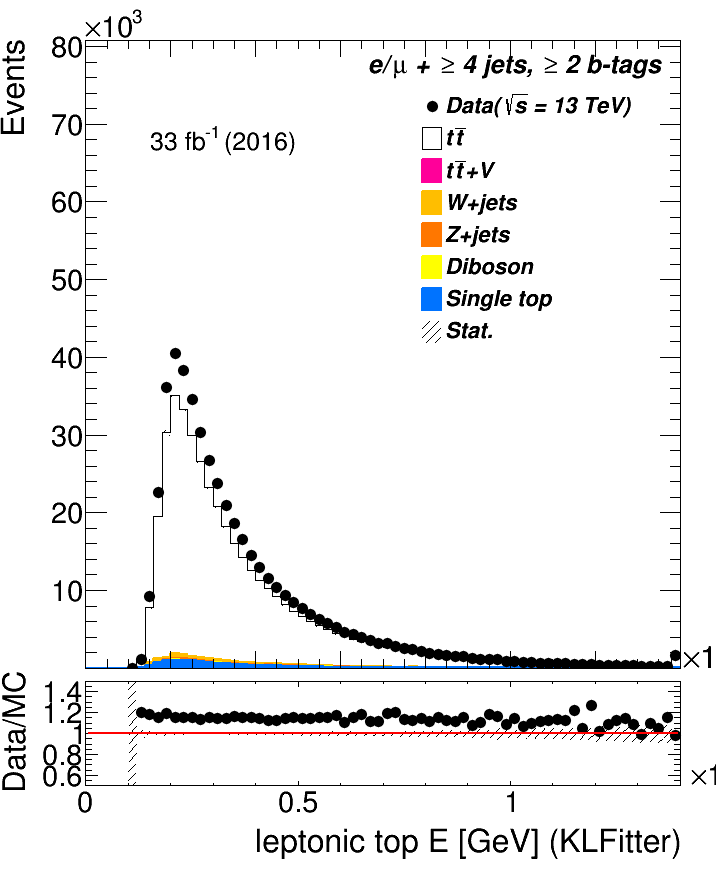 ×10³
Events
80
70
60
50
40
30
20
10
e/μ + ≥ 4 jets, ≥ 2 b-tags
33 fb⁻¹ (2016)
Data(√s = 13 TeV)
tt̅
tt̅+V
W+jets
Z+jets
Diboson
Single top
Stat.
×1
Data/MC
1.4
1.2
1
0.8
0.6
×1
0 0.5 1
leptonic top E [GeV] (KLFitter)